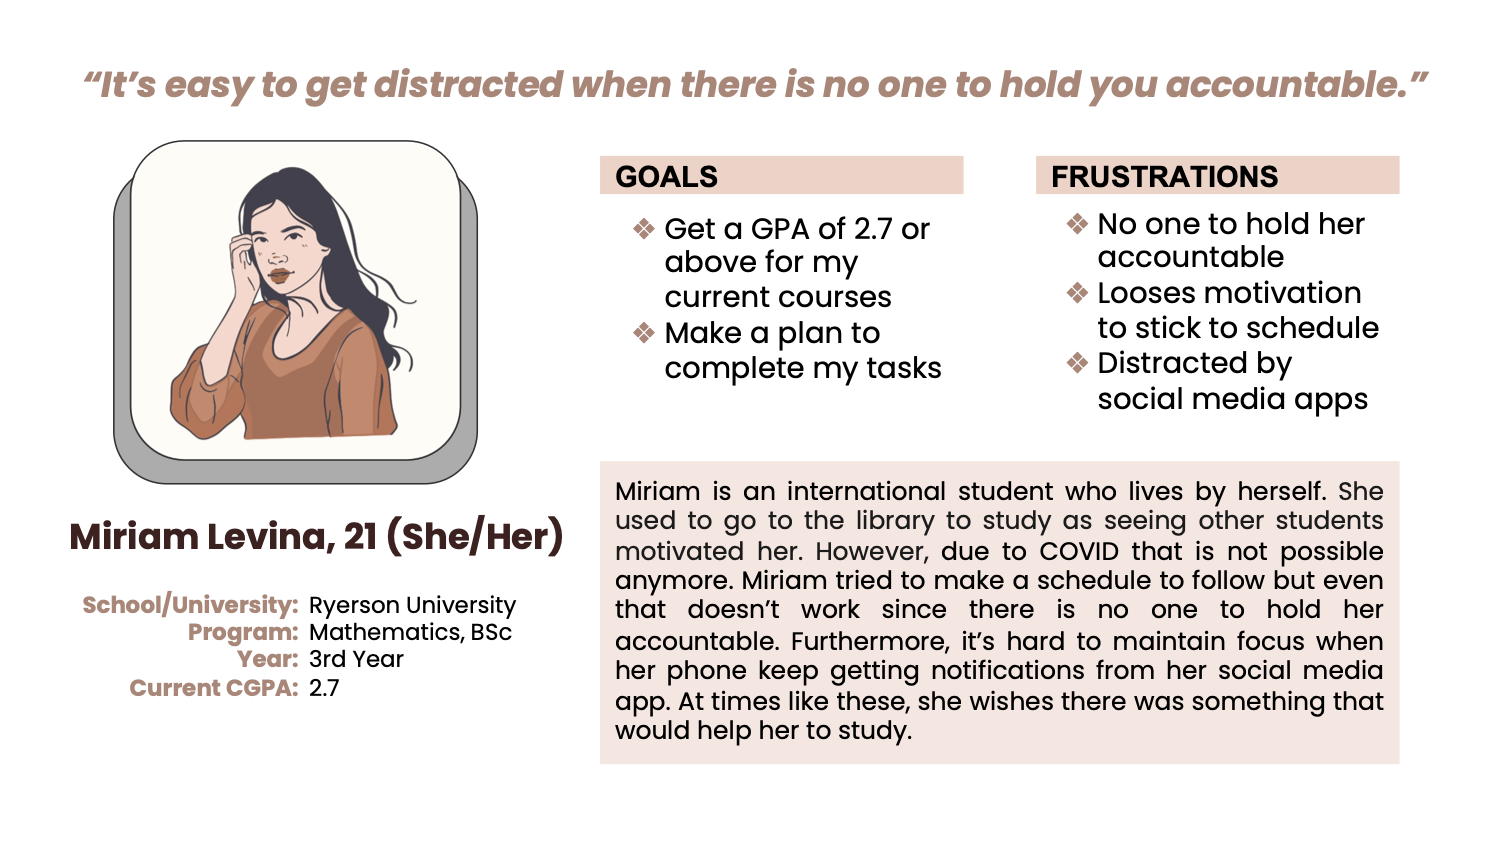 “It’s easy to get distracted when there is no one to hold you accountable.”
Miriam Levina, 21 (She/Her)
School/University: Ryerson University
Program: Mathematics, BSc
Year: 3rd Year
Current CGPA: 2.7
GOALS
❖ Get a GPA of 2.7 or
above for my
current courses
❖ Make a plan to
complete my tasks
FRUSTRATIONS
❖ No one to hold her
accountable
❖ Looses motivation
to stick to schedule
❖ Distracted by
social media apps
Miriam is an international student who lives by herself. She
used to go to the library to study as seeing other students
motivated her. However, due to COVID that is not possible
anymore. Miriam tried to make a schedule to follow but even
that doesn’t work since there is no one to hold her
accountable. Furthermore, it’s hard to maintain focus when
her phone keep getting notifications from her social media
app. At times like these, she wishes there was something that
would help her to study.